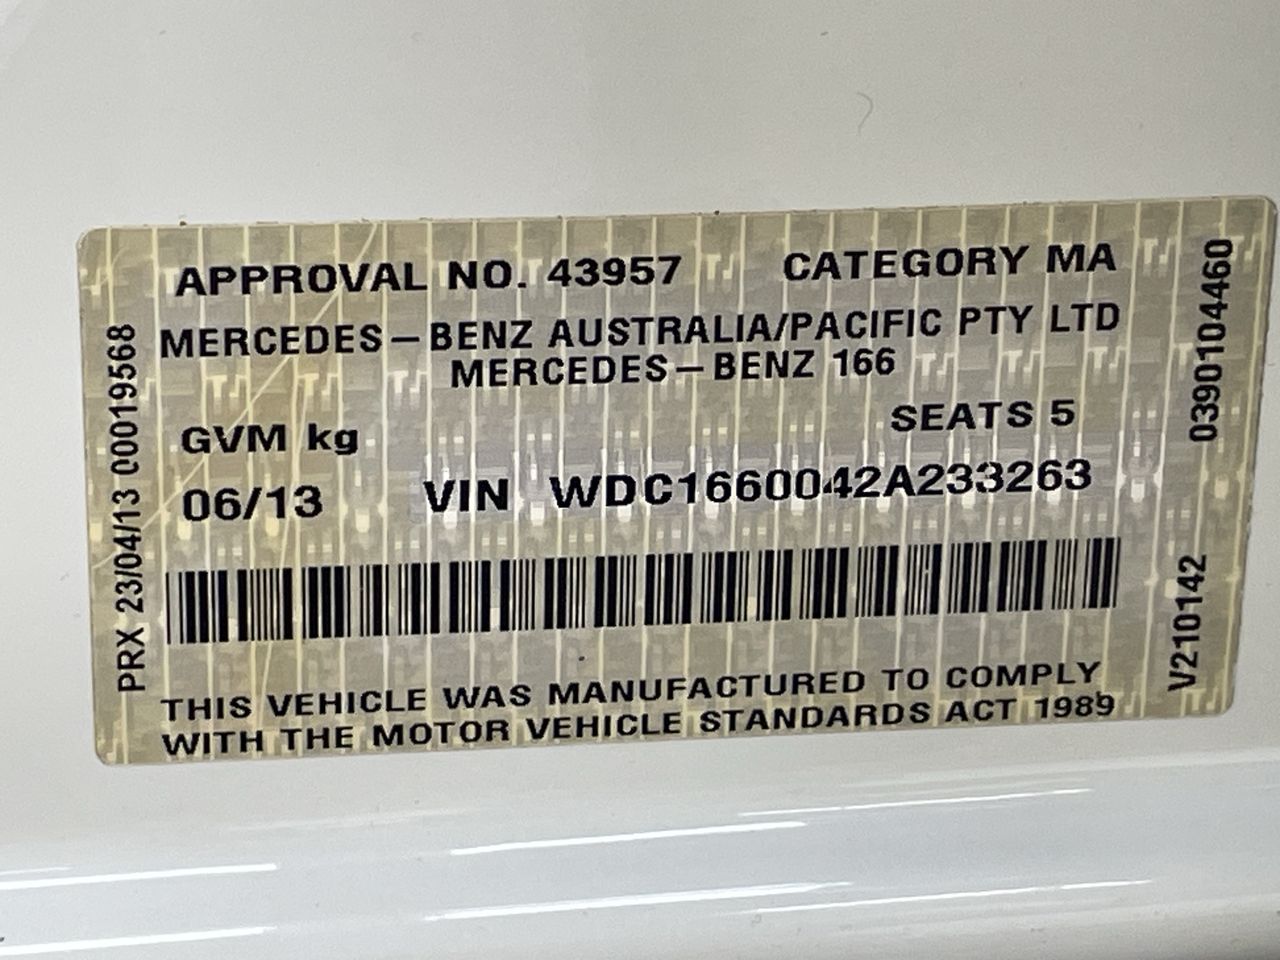 APPROVAL NO. 43957 CATEGORY MA
MERCEDES-BENZ AUSTRALIA/PACIFIC PTY LTD
MERCEDES-BENZ 166
SEATS 5
GVM kg
06/13 VIN WDC1660042A233263
THIS VEHICLE WAS MANUFACTURED TO COMPLY
WITH THE MOTOR VEHICLE STANDARDS ACT 1989
PRX 23/04/13 00019568
0390104460
V210142